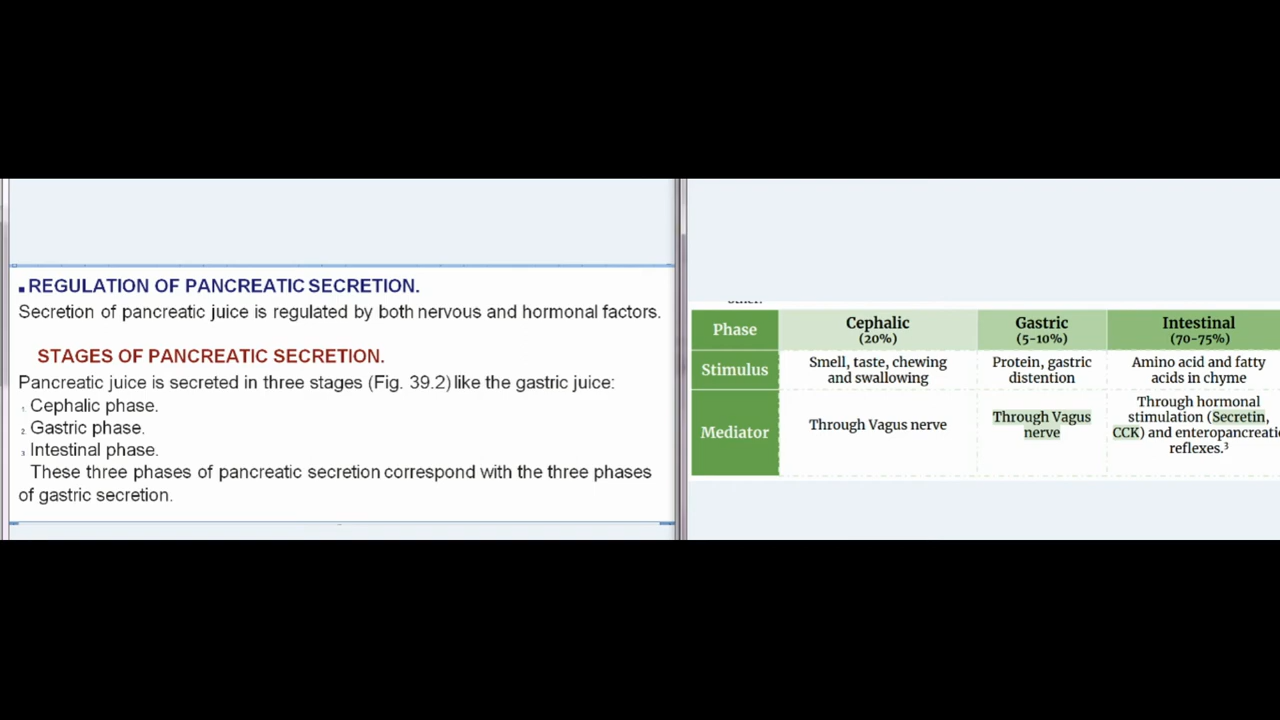 REGULATION OF PANCREATIC SECRETION.
Secretion of pancreatic juice is regulated by both nervous and hormonal factors.
STAGES OF PANCREATIC SECRETION.
Pancreatic juice is secreted in three stages (Fig. 39.2) like the gastric juice:
1. Cephalic phase.
2. Gastric phase.
3. Intestinal phase.
These three phases of pancreatic secretion correspond with the three phases
of gastric secretion.
Phase
Cephalic
(20%)
Gastric
(5-10%)
Intestinal
(70-75%)
Stimulus
Smell, taste, chewing
and swallowing
Protein, gastric
distention
Amino acid and fatty
acids in chyme
Mediator
Through Vagus nerve
Through Vagus
nerve
Through hormonal
stimulation (Secretin,
CCK) and enteropancreati
reflexes.³